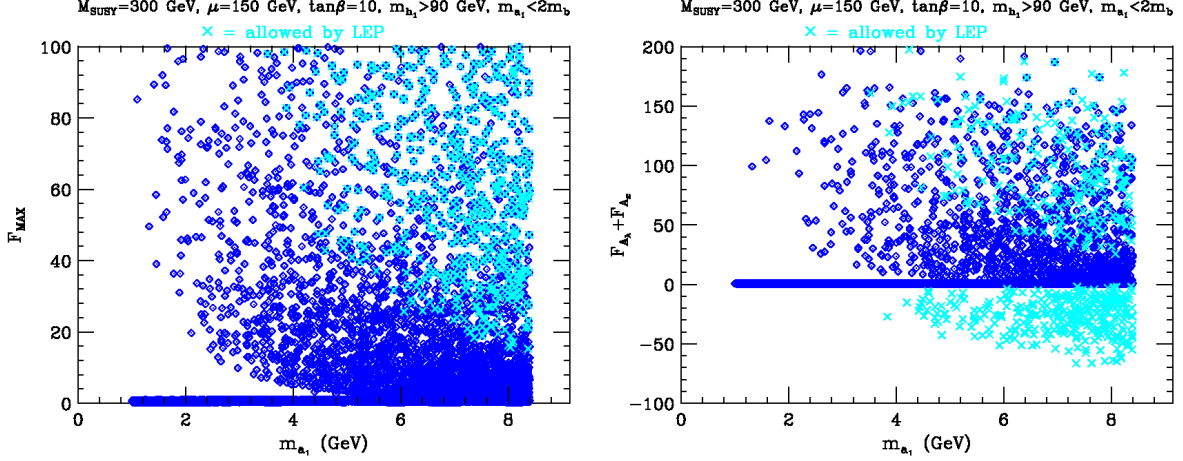 M_SUSY=300 GeV, μ=150 GeV, tanβ=10, m_h₁>90 GeV, m_a₁<2m_b
× = allowed by LEP
100
80
60
40
20
0
F_MAX
0 2 4 6 8
m_a₁ (GeV)
M_SUSY=300 GeV, μ=150 GeV, tanβ=10, m_h₁>90 GeV, m_a₁<2m_b
× = allowed by LEP
200
150
100
50
0
−50
−100
F_A_λ+F_A_κ
0 2 4 6 8
m_a₁ (GeV)